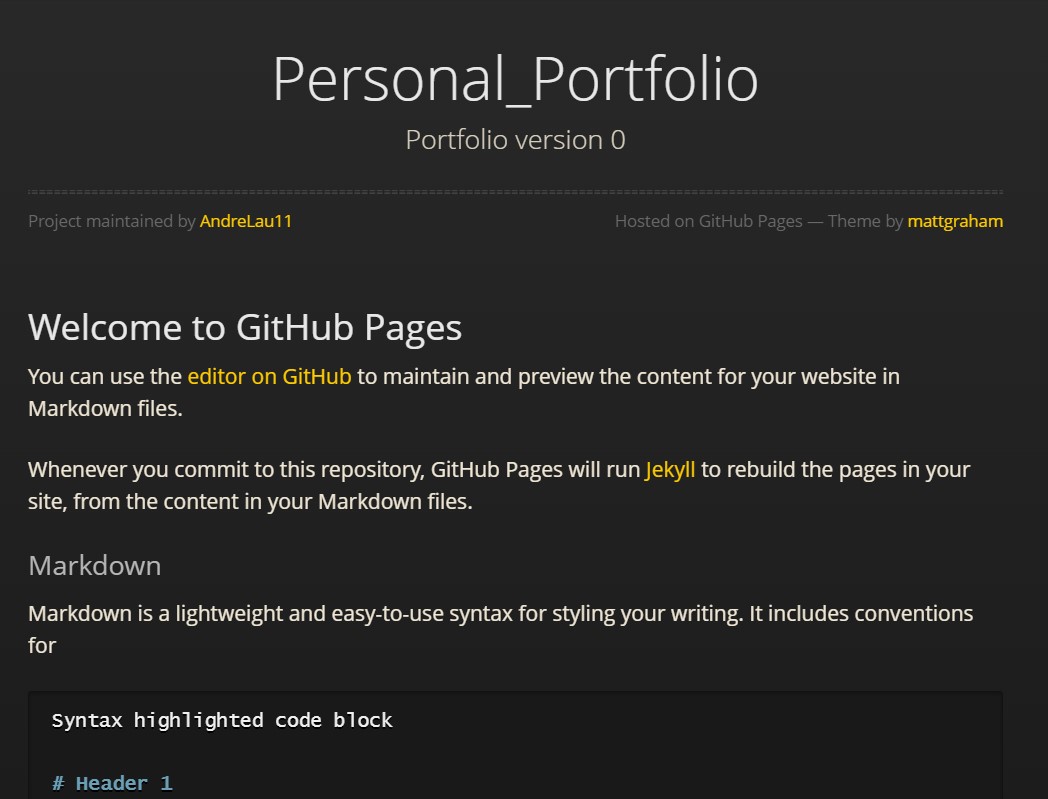 Personal_Portfolio
Portfolio version 0
Project maintained by AndreLau11
Hosted on GitHub Pages — Theme by mattgraham
Welcome to GitHub Pages
You can use the editor on GitHub to maintain and preview the content for your website in
Markdown files.
Whenever you commit to this repository, GitHub Pages will run Jekyll to rebuild the pages in your
site, from the content in your Markdown files.
Markdown
Markdown is a lightweight and easy-to-use syntax for styling your writing. It includes conventions
for
Syntax highlighted code block
# Header 1